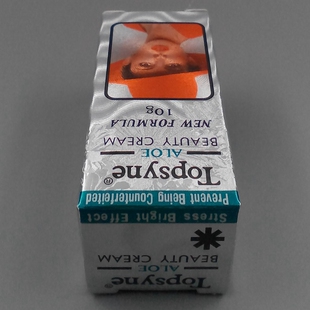 Topsyne
ALOE
BEAUTY CREAM
Stress Bright Effect
Prevent Being Counterfeited
Topsyne®
ALOE
BEAUTY CREAM
NEW FORMULA
10g